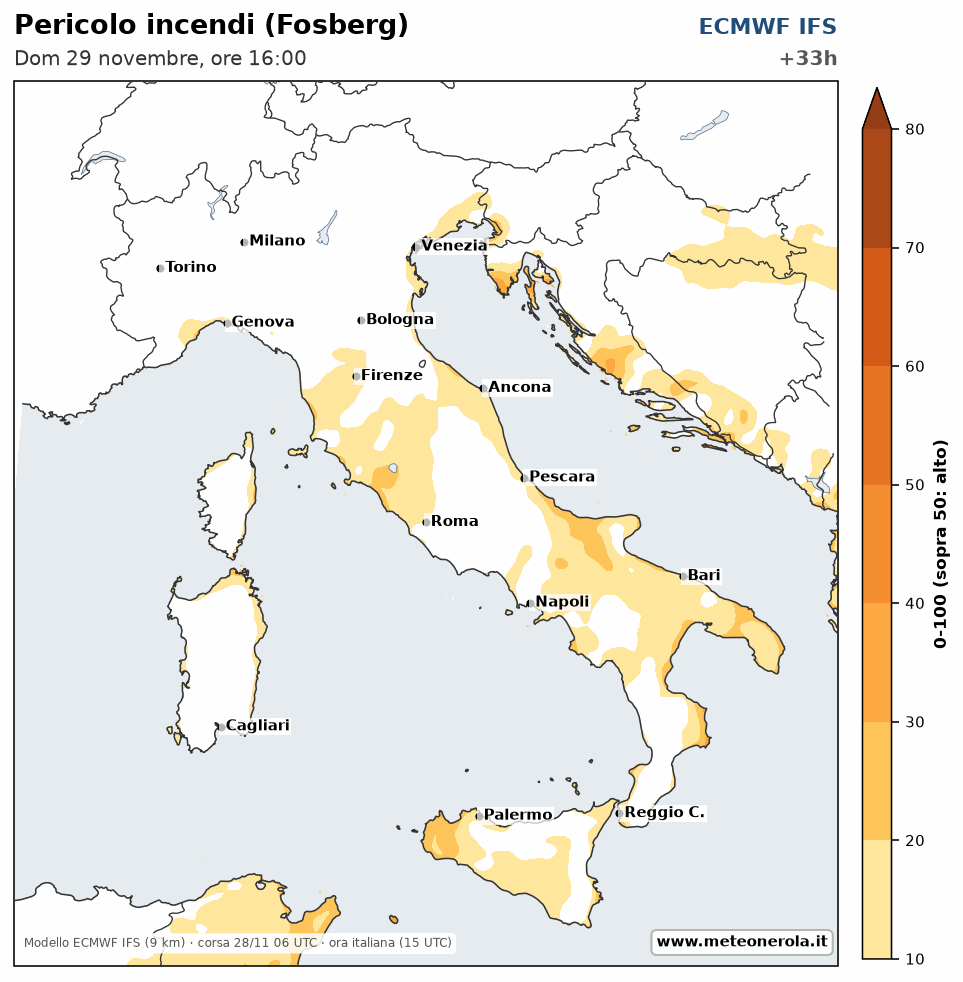 Pericolo incendi (Fosberg)
ECMWF IFS
Dom 29 novembre, ore 16:00
+33h
80
70
60
50
40
30
20
10
0-100 (sopra 50: alto)
Milano
Venezia
Torino
Genova
Bologna
Firenze
Ancona
Pescara
Roma
Bari
Napoli
Cagliari
Palermo
Reggio C.
Modello ECMWF IFS (9 km) · corsa 28/11 06 UTC · ora italiana (15 UTC)
www.meteonerola.it